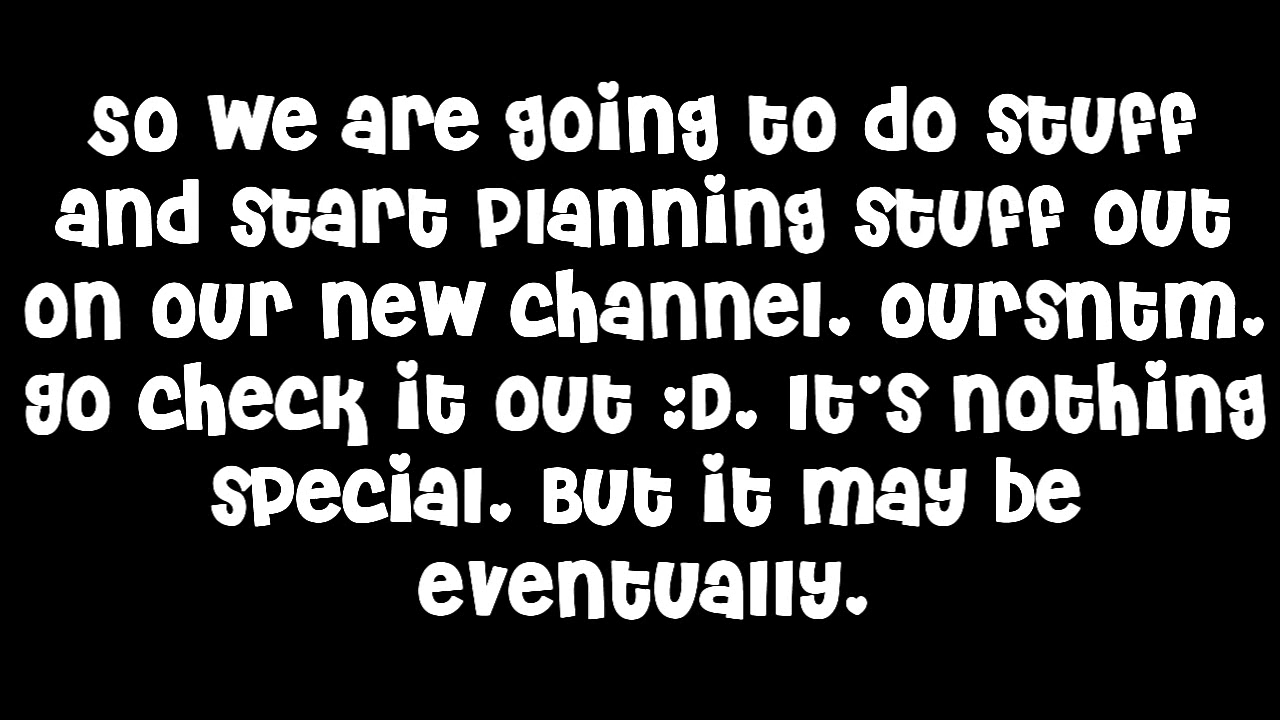 so we are going to do stuff
and start planning stuff out
on our new channel. oursntm.
go check it out :D. It's nothing
special. But it may be
eventually.